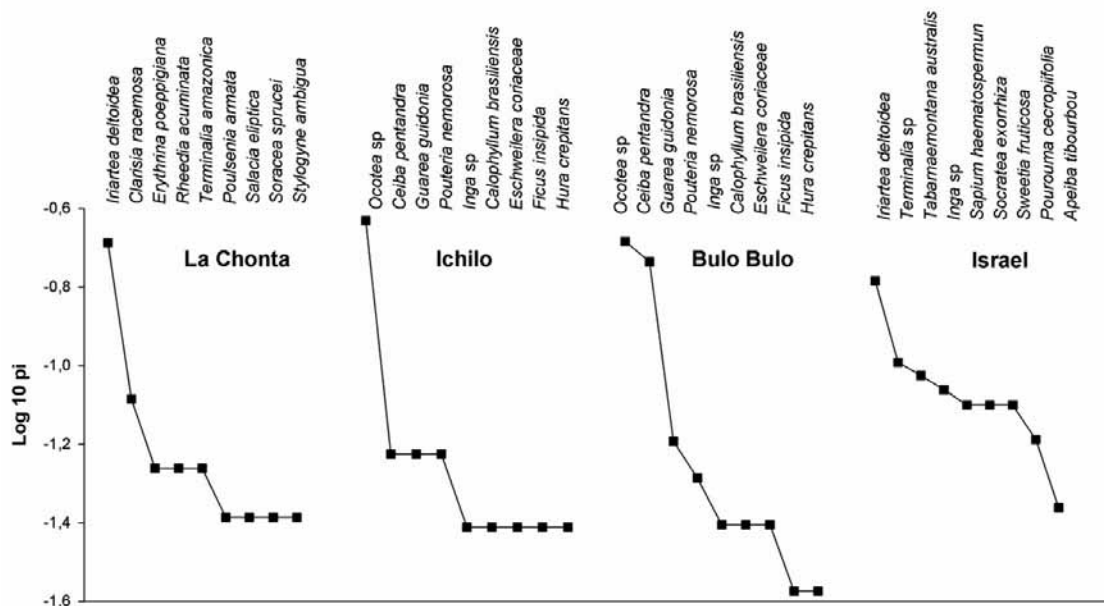 Iriartea deltoidea
Clarisia racemosa
Erythrina poeppigiana
Rheedia acuminata
Terminalia amazonica
Poulsenia armata
Salacia eliptica
Soracea sprucei
Stylogyne ambigua
Ocotea sp
Ceiba pentandra
Guarea guidonia
Pouteria nemorosa
Inga sp
Calophyllum brasiliensis
Eschweilera coriaceae
Ficus insipida
Hura crepitans
Ocotea sp
Ceiba pentandra
Guarea guidonia
Pouteria nemorosa
Inga sp
Calophyllum brasiliensis
Eschweilera coriaceae
Ficus insipida
Hura crepitans
Iriartea deltoidea
Terminalia sp
Tabarnaemontana australis
Inga sp
Sapium haematospermun
Socratea exorrhiza
Sweetia fruticosa
Pourouma cecropiifolia
Apeiba tibourbou
La Chonta
Ichilo
Bulo Bulo
Israel
Log 10 pi
-0,6
-0,8
-1,0
-1,2
-1,4
-1,6